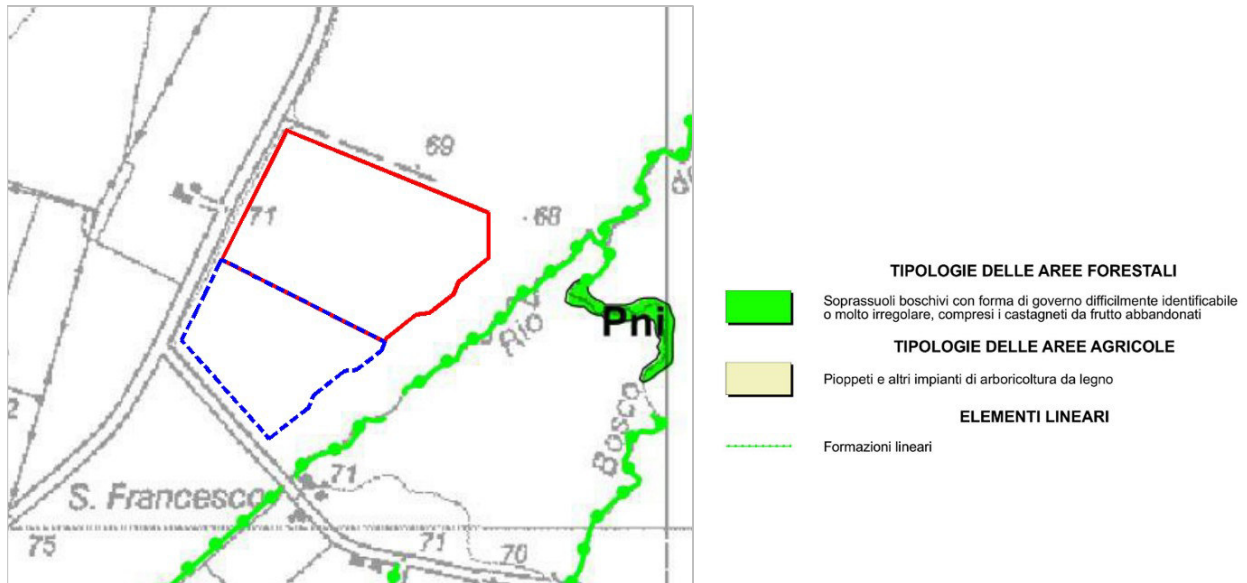 69
71
68
Rio
Pni
Bosco
2
71
S. Francesco
75
71
70
TIPOLOGIE DELLE AREE FORESTALI
Soprassuoli boschivi con forma di governo difficilmente identificabile
o molto irregolare, compresi i castagneti da frutto abbandonati
TIPOLOGIE DELLE AREE AGRICOLE
Pioppeti e altri impianti di arboricoltura da legno
ELEMENTI LINEARI
Formazioni lineari